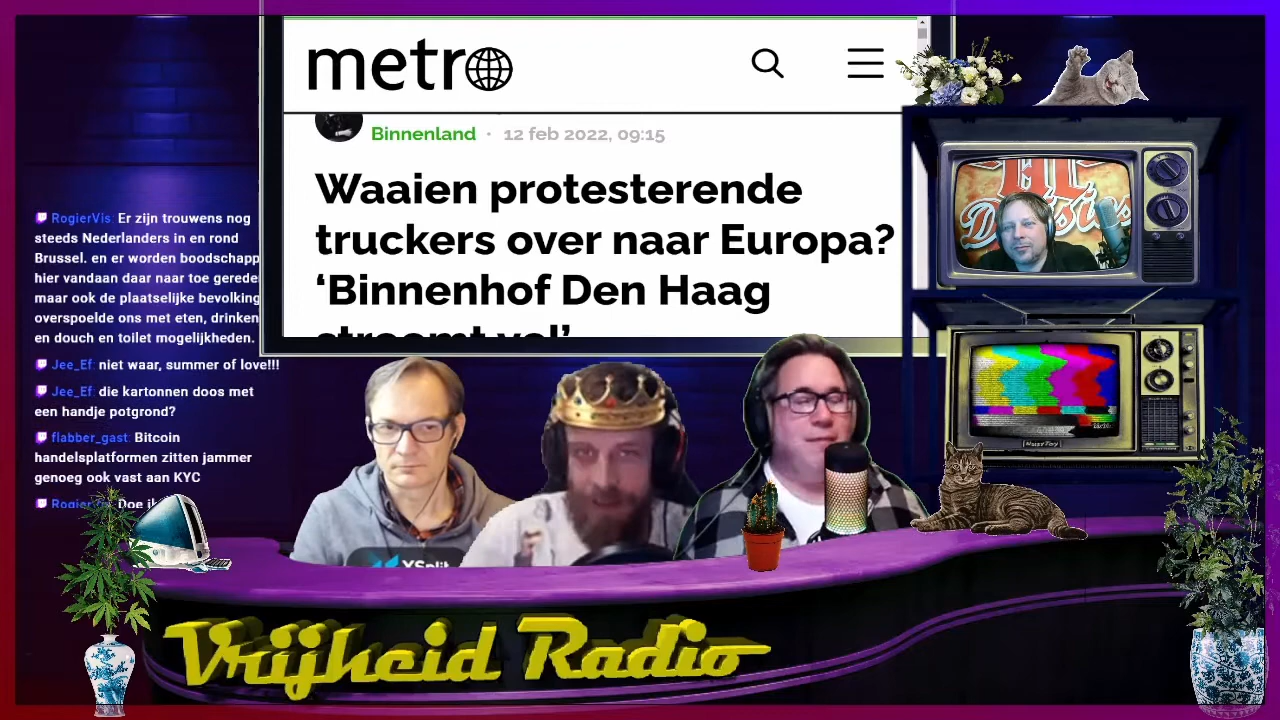 metro
Binnenland · 12 feb 2022, 09:15
Waaien protesterende
truckers over naar Europa?
‘Binnenhof Den Haag
stroomt vol’
RogierVis: Er zijn trouwens nog
steeds Nederlanders in en rond
Brussel. en er worden boodschapp
hier vandaan daar naar toe gerede
maar ook de plaatselijke bevolking
overspoelde ons met eten, drinken
en douch en toilet mogelijkheden.
Jee_Ef: niet waar, summer of love!!!
Jee_Ef: die kartonnen doos met
een handje potgrond?
flabber_gast: Bitcoin
handelsplatformen zitten jammer
genoeg ook vast aan KYC
XSplit
Vrijheid Radio